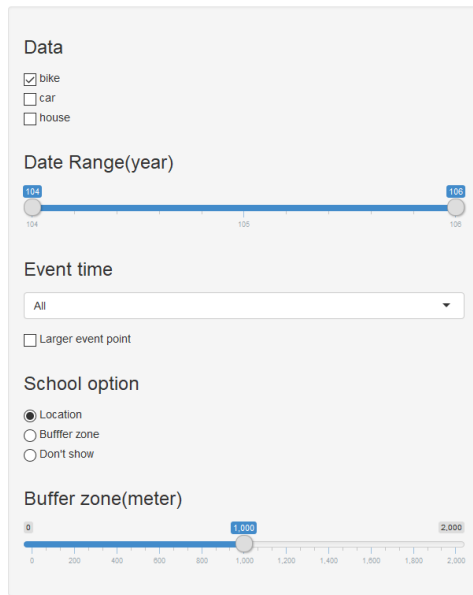 Data
bike
car
house
Date Range(year)
104 106
104 105 106
Event time
All
Larger event point
School option
Location
Bufffer zone
Don't show
Buffer zone(meter)
0 1,000 2,000
0 200 400 600 800 1,000 1,200 1,400 1,600 1,800 2,000